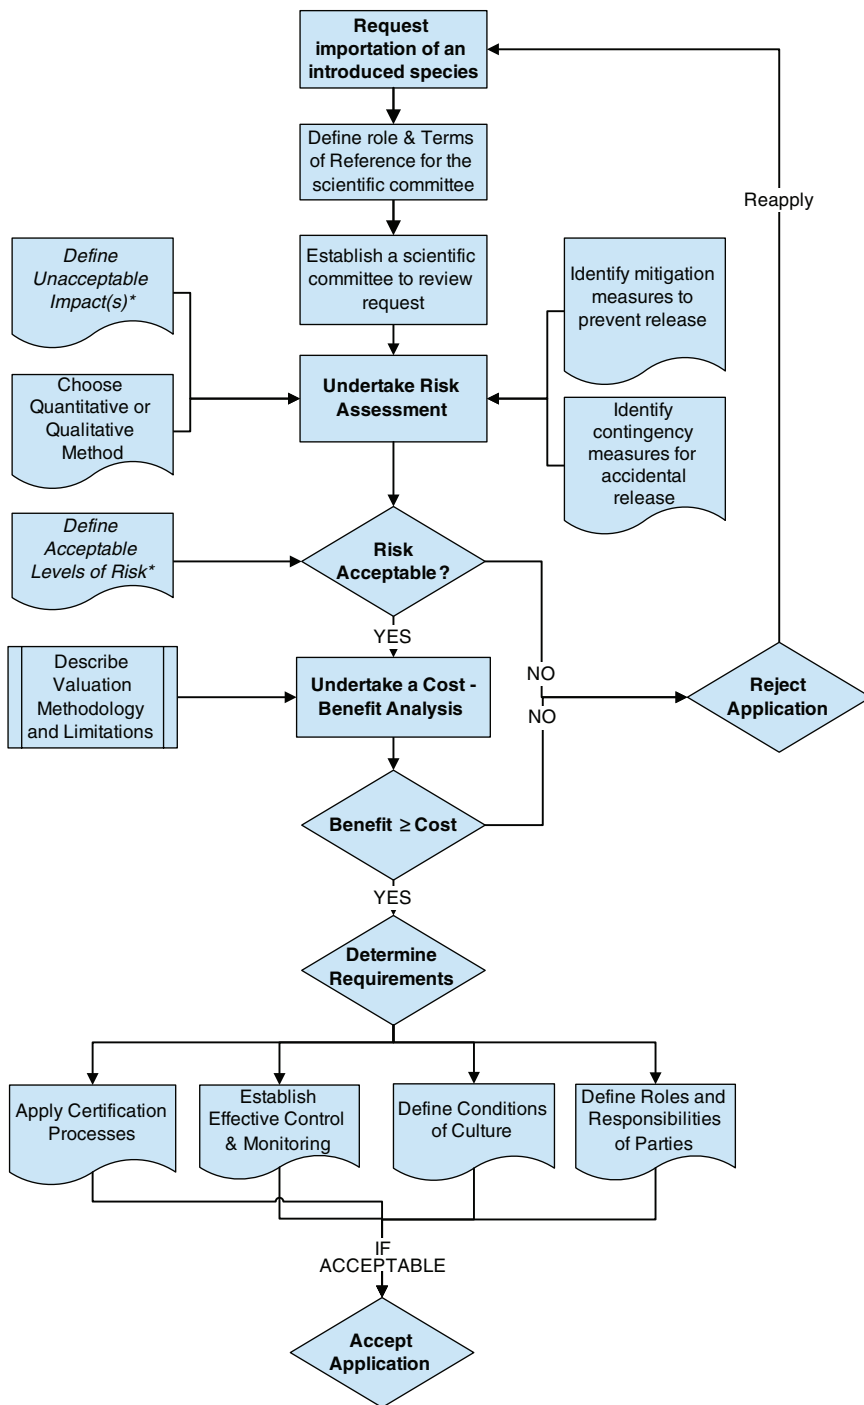 Request
importation of an
introduced species
Define role & Terms
of Reference for the
scientific committee
Reapply
Define
Unacceptable
Impact(s)*
Establish a scientific
committee to review
request
Identify mitigation
measures to
prevent release
Choose
Quantitative or
Qualitative
Method
Undertake Risk
Assessment
Identify
contingency
measures for
accidental
release
Define
Acceptable
Levels of Risk*
Risk
Acceptable?
YES
NO
Describe
Valuation
Methodology
and Limitations
Undertake a Cost -
Benefit Analysis
Reject
Application
NO
Benefit ≥ Cost
YES
Determine
Requirements
Apply Certification
Processes
Establish
Effective Control
& Monitoring
Define Conditions
of Culture
Define Roles and
Responsibilities
of Parties
IF
ACCEPTABLE
Accept
Application